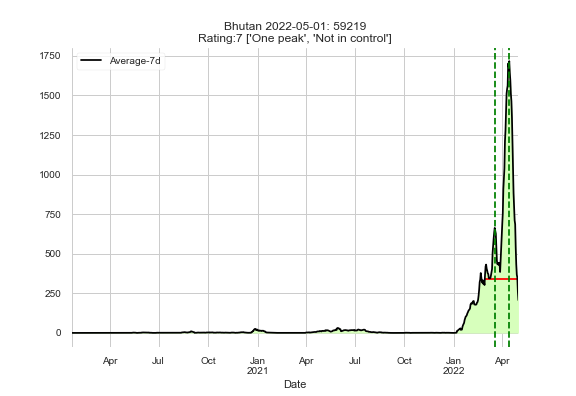 Bhutan 2022-05-01: 59219
Rating:7 ['One peak', 'Not in control']
Average-7d
1750
1500
1250
1000
750
500
250
0
Apr Jul Oct Jan Apr Jul Oct Jan Apr
2021 2022
Date